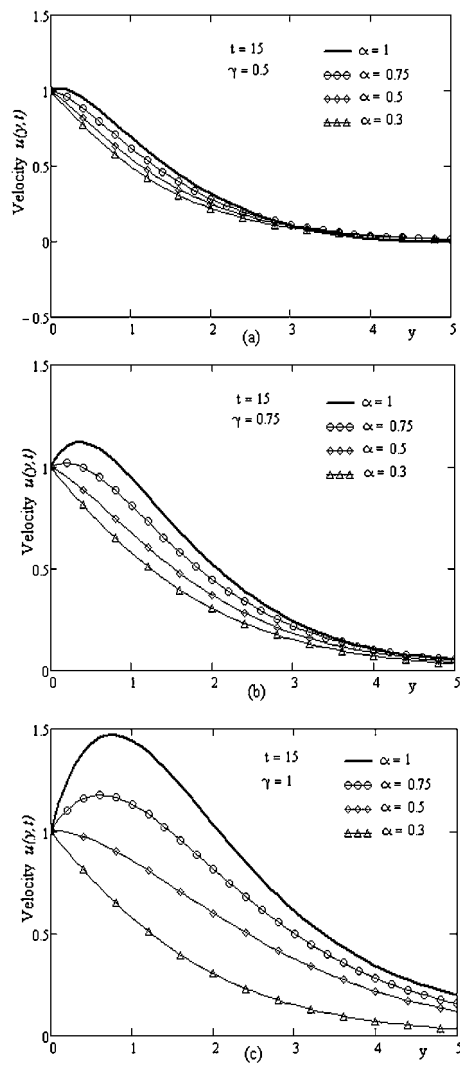 1.5
t = 15
γ = 0.5
α = 1
α = 0.75
α = 0.5
α = 0.3
1
0.5
0
− 0.5
Velocity u(y,t)
0 1 2 3 4 5
(a) y
1.5
t = 15
γ = 0.75
α = 1
α = 0.75
α = 0.5
α = 0.3
1
0.5
0
Velocity u(y,t)
0 1 2 3 4 5
(b) y
1.5
t = 15
γ = 1
α = 1
α = 0.75
α = 0.5
α = 0.3
1
0.5
0
Velocity u(y,t)
0 1 2 3 4 5
(c) y